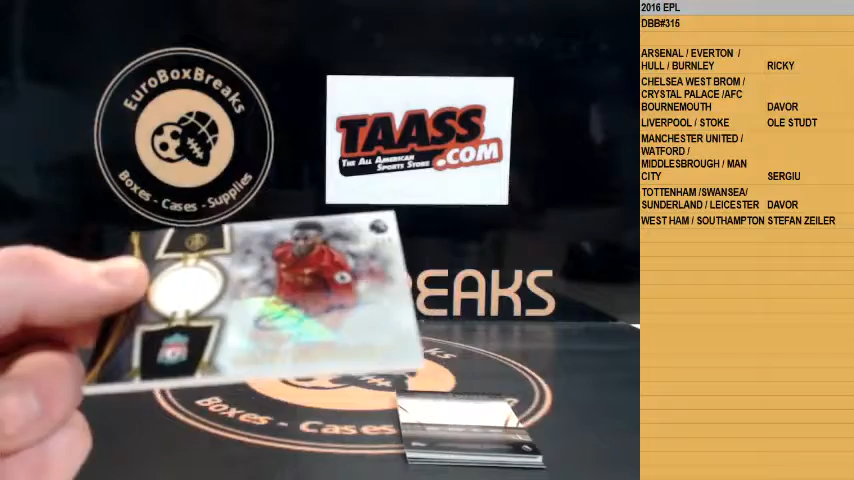 2016 EPL
DBB#315
ARSENAL / EVERTON /
HULL / BURNLEY RICKY
CHELSEA WEST BROM /
CRYSTAL PALACE /AFC
BOURNEMOUTH DAVOR
LIVERPOOL / STOKE OLE STUDT
MANCHESTER UNITED /
WATFORD /
MIDDLESBROUGH / MAN
CITY SERGIU
TOTTENHAM /SWANSEA/
SUNDERLAND / LEICESTER DAVOR
WEST HAM / SOUTHAMPTON STEFAN ZEILER
EuroBoxBreaks
Boxes - Cases - Supplies
TAASS
THE ALL AMERICAN
SPORTS STORE
.COM
BREAKS
Boxes - Cases